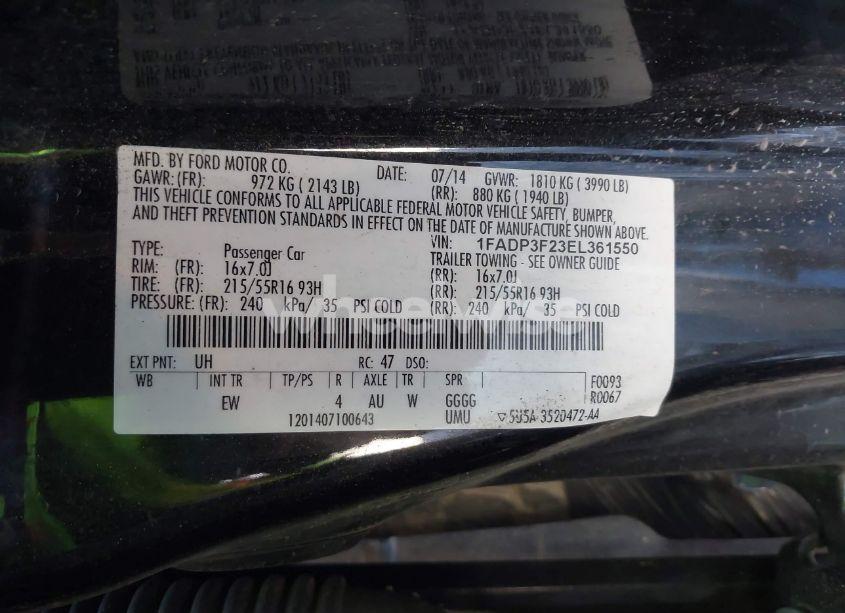 MFD. BY FORD MOTOR CO. DATE: 07/14 GVWR: 1810 KG ( 3990 LB)
GAWR: (FR): 972 KG ( 2143 LB) (RR): 880 KG ( 1940 LB)
THIS VEHICLE CONFORMS TO ALL APPLICABLE FEDERAL MOTOR VEHICLE SAFETY, BUMPER,
AND THEFT PREVENTION STANDARDS IN EFFECT ON THE DATE OF MANUFACTURE SHOWN ABOVE.
VIN: 1FADP3F23EL361550
TYPE: Passenger Car TRAILER TOWING - SEE OWNER GUIDE
RIM: (FR) 16x7.0J (RR): 16x7.0J
TIRE: (FR) 215/55R16 93H (RR): 215/55R16 93H
PRESSURE: (FR) 240 kPa/ 35 PSI COLD (RR): 240 kPa/ 35 PSI COLD
wheelwise
EXT PNT: UH RC: 47 DSO:
WB INT TR TP/PS R AXLE TR SPR F0093
EW 4 AU W GGGG R0067
1201407100643 UMU ▽5U5A-3520472-AA